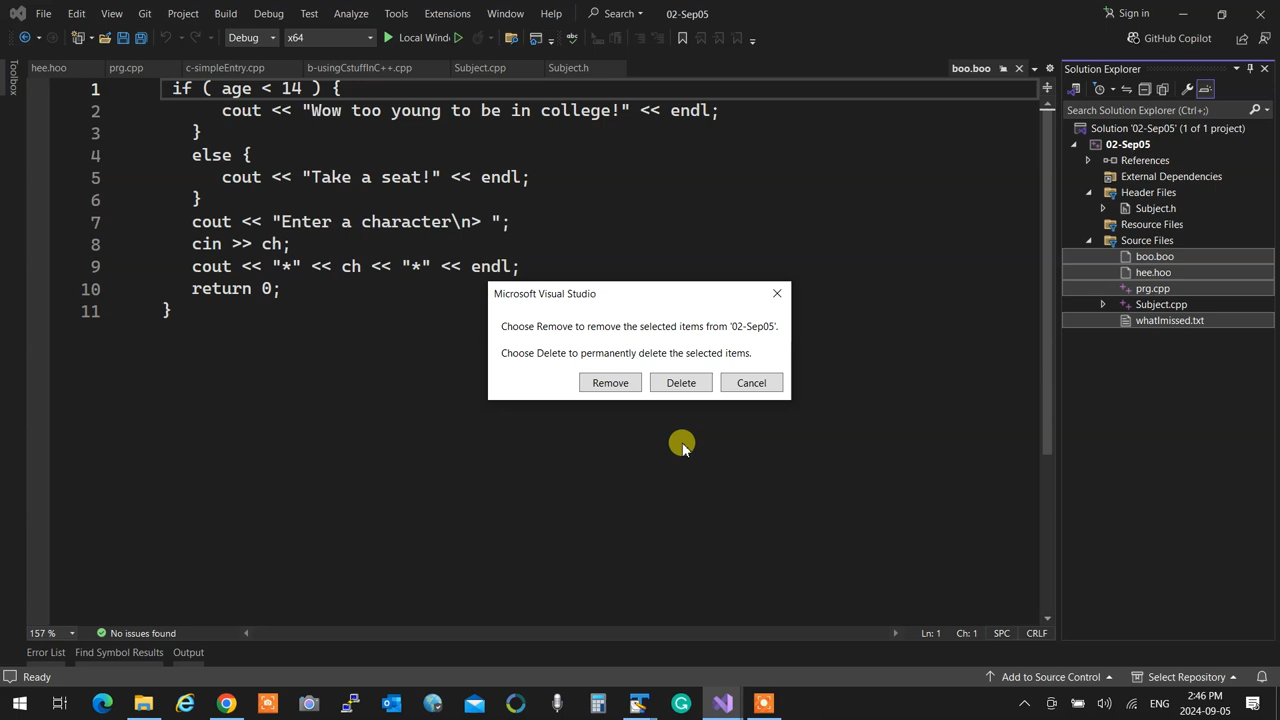 File Edit View Git Project Build Debug Test Analyze Tools Extensions Window Help Search 02-Sep05 Sign in
Debug x64 Local Wind GitHub Copilot
hee.hoo prg.cpp c-simpleEntry.cpp b-usingCstuffInC++.cpp Subject.cpp Subject.h boo.boo
Toolbox
1 if ( age < 14 ) {
2 cout << "Wow too young to be in college!" << endl;
3 }
4 else {
5 cout << "Take a seat!" << endl;
6 }
7 cout << "Enter a character\n> ";
8 cin >> ch;
9 cout << "*" << ch << "*" << endl;
10 return 0;
11 }
Microsoft Visual Studio
Choose Remove to remove the selected items from '02-Sep05'.
Choose Delete to permanently delete the selected items.
Remove Delete Cancel
Solution Explorer
Search Solution Explorer (Ctrl+;)
Solution '02-Sep05' (1 of 1 project)
02-Sep05
References
External Dependencies
Header Files
Subject.h
Resource Files
Source Files
boo.boo
hee.hoo
prg.cpp
Subject.cpp
whatImissed.txt
157 % No issues found Ln: 1 Ch: 1 SPC CRLF
Error List Find Symbol Results Output
Ready Add to Source Control Select Repository
ENG 2:46 PM
2024-09-05